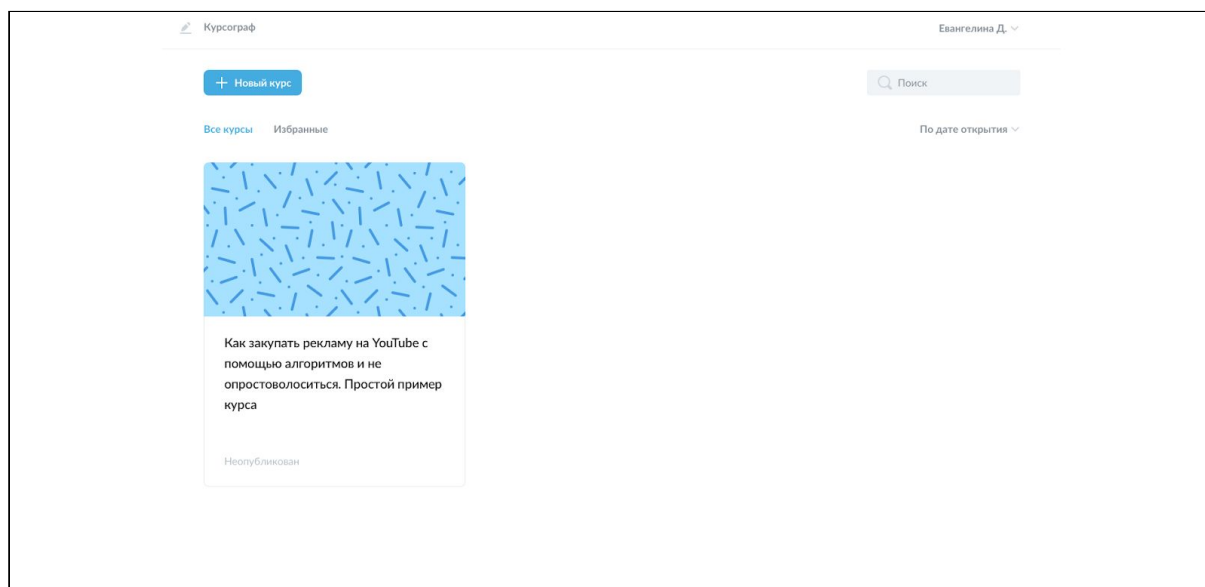 Курсограф
Евангелина Д.
Новый курс
Поиск
Все курсы
Избранные
По дате открытия
Как закупать рекламу на YouTube с
помощью алгоритмов и не
опростоволоситься. Простой пример
курса
Неопубликован